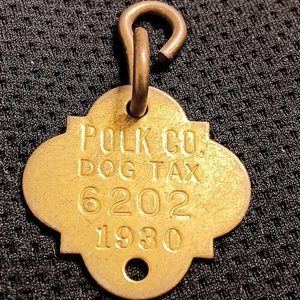 POLK CO.
DOG TAX
6202
1930